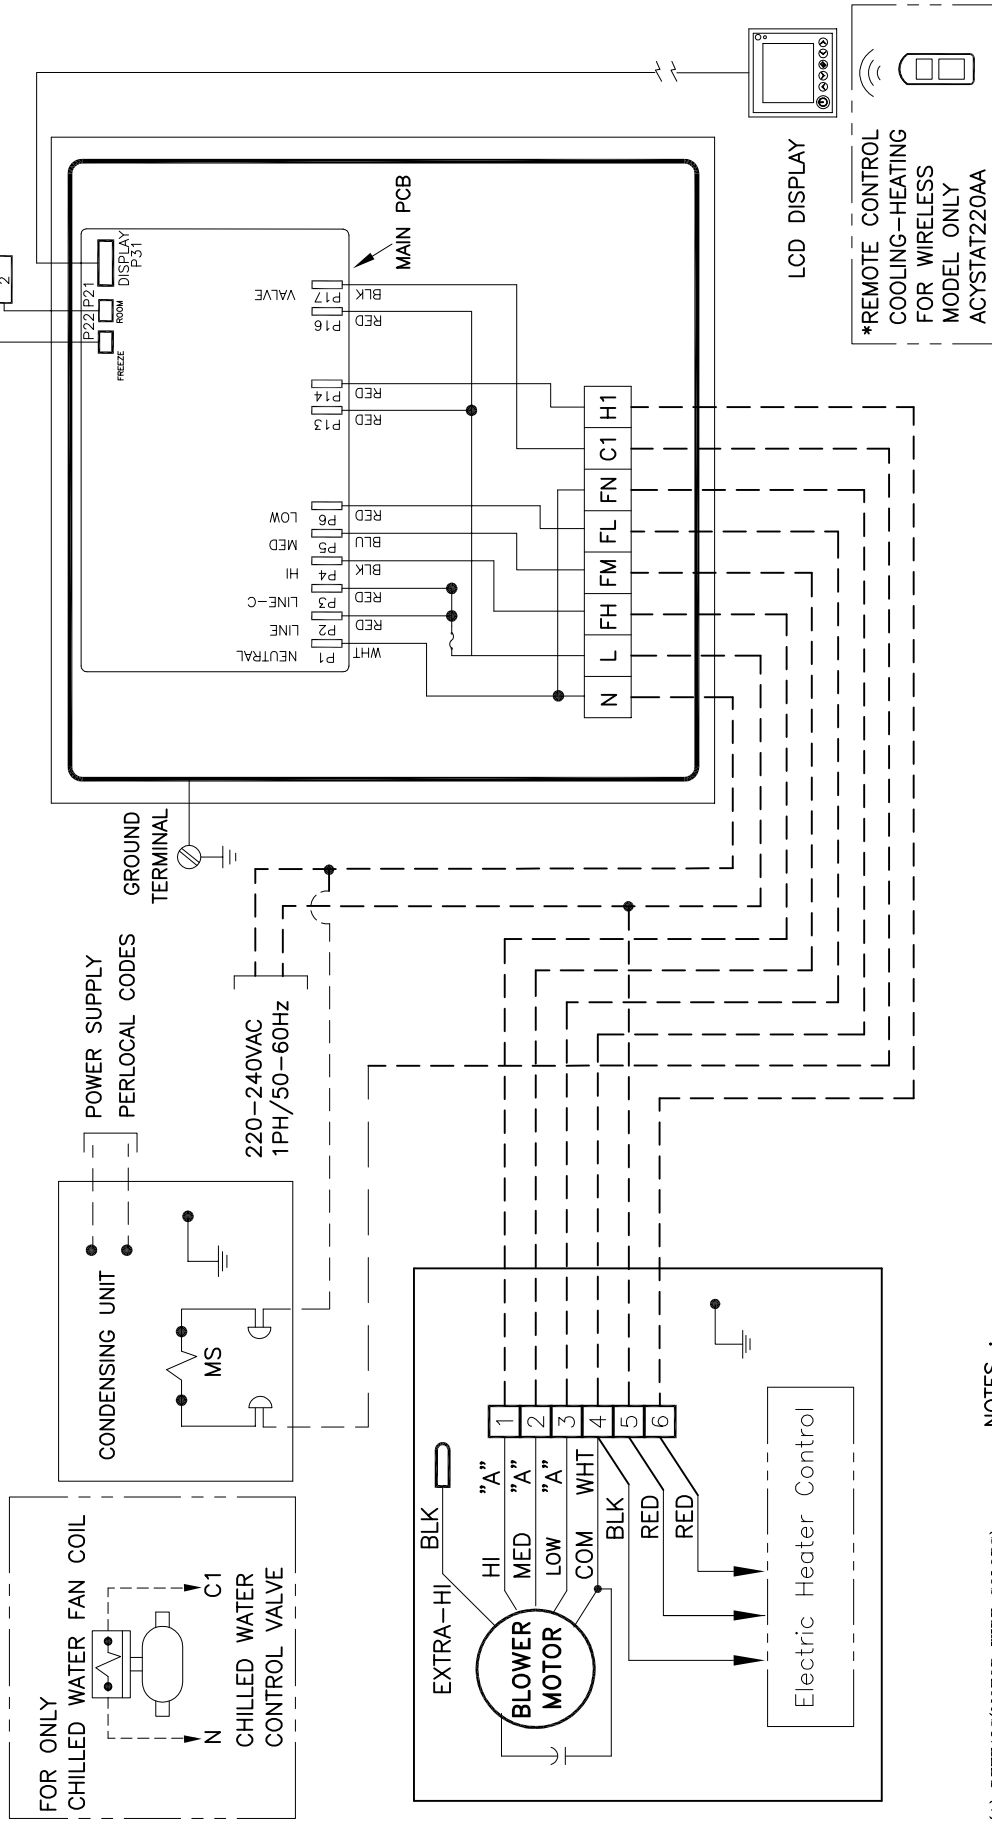 2
P22
P21
DISPLAY
P31
ROOM
FREEZE
MAIN PCB
VALVE
P17
BLK
P16
RED
P14
RED
P13
RED
LOW
P6
RED
MED
P5
BLU
HI
P4
BLK
LINE-C
P3
RED
LINE
P2
RED
NEUTRAL
P1
WHT
N
L
FH
FM
FL
FN
C1
H1
LCD DISPLAY
*REMOTE CONTROL
COOLING-HEATING
FOR WIRELESS
MODEL ONLY
ACYSTAT220AA
GROUND
TERMINAL
POWER SUPPLY
PERLOCAL CODES
220-240VAC
1PH/50-60Hz
CONDENSING UNIT
MS
FOR ONLY
CHILLED WATER FAN COIL
N
C1
CHILLED WATER
CONTROL VALVE
EXTRA-HI
BLK
HI
"A"
MED
"A"
LOW
"A"
COM
WHT
BLK
RED
RED
1
2
3
4
5
6
BLOWER
MOTOR
Electric Heater Control
NOTES :